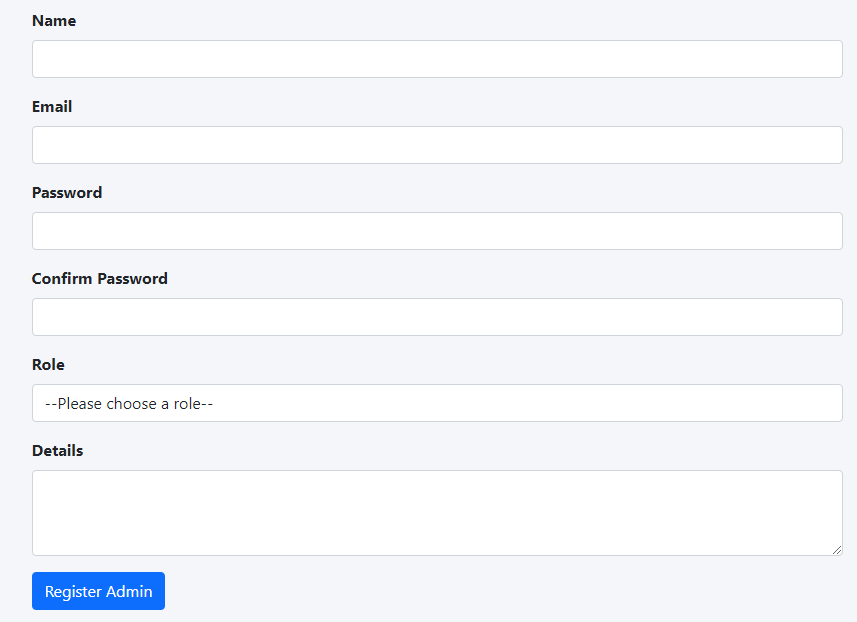 Name
Email
Password
Confirm Password
Role
--Please choose a role--
Details
Register Admin